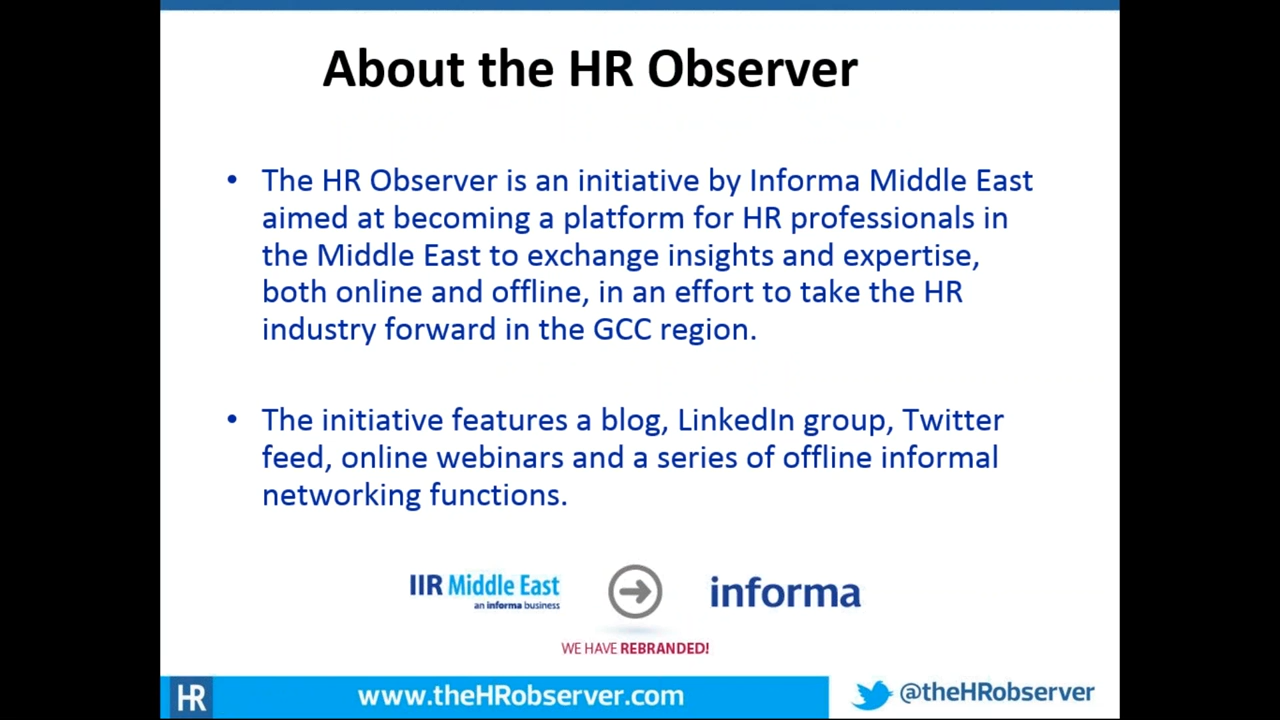 About the HR Observer
• The HR Observer is an initiative by Informa Middle East
aimed at becoming a platform for HR professionals in
the Middle East to exchange insights and expertise,
both online and offline, in an effort to take the HR
industry forward in the GCC region.
• The initiative features a blog, LinkedIn group, Twitter
feed, online webinars and a series of offline informal
networking functions.
IIR Middle East
an informa business
informa
WE HAVE REBRANDED!
HR
www.theHRobserver.com
@theHRobserver